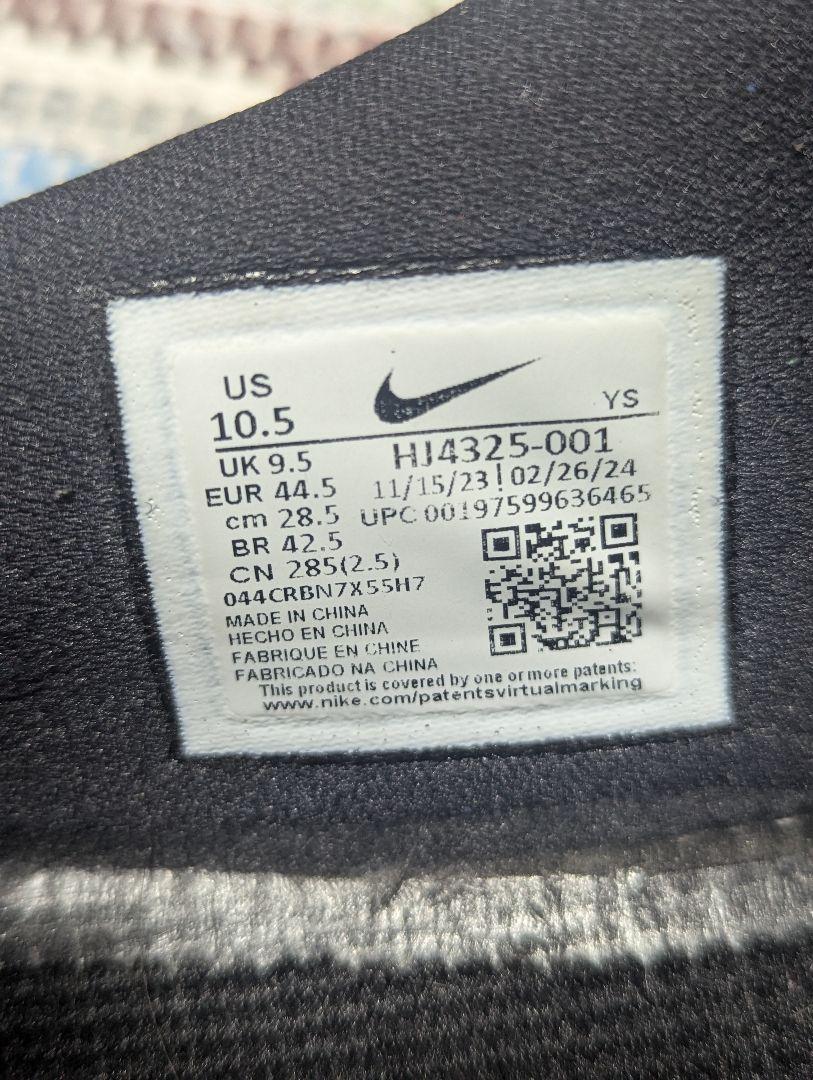 US
10.5
YS
UK 9.5
HJ4325-001
EUR 44.5
11/15/23 | 02/26/24
cm 28.5
UPC 00197599636465
BR 42.5
CN 285(2.5)
044CRBN7X55H7
MADE IN CHINA
HECHO EN CHINA
FABRIQUE EN CHINE
FABRICADO NA CHINA
This product is covered by one or more patents:
www.nike.com/patentsvirtualmarking